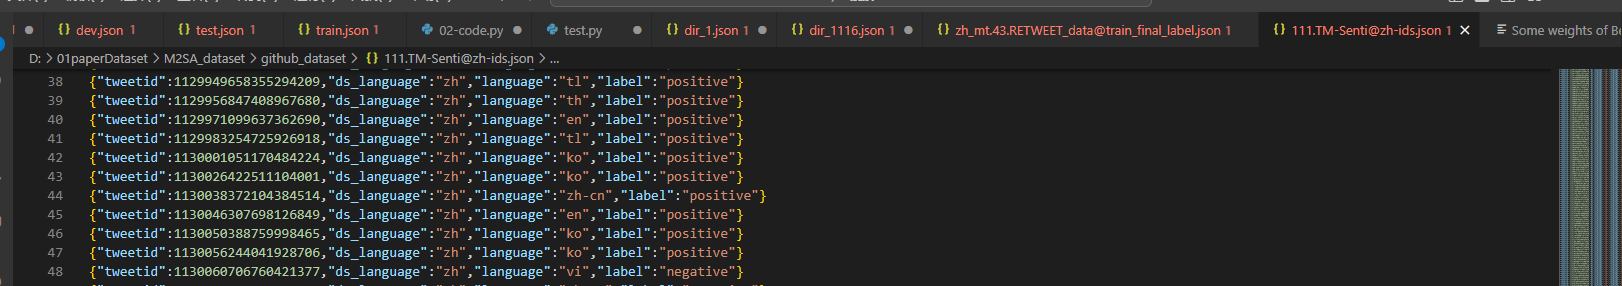 dev.json 1 test.json 1 train.json 1 02-code.py test.py dir_1.json 1 dir_1116.json 1 zh_mt.43.RETWEET_data@train_final_label.json 1 111.TM-Senti@zh-ids.json 1 Some weights of Be
D: > 01paperDataset > M2SA_dataset > github_dataset > {} 111.TM-Senti@zh-ids.json > ...
38 {"tweetid":1129949658355294209,"ds_language":"zh","language":"tl","label":"positive"}
39 {"tweetid":1129956847408967680,"ds_language":"zh","language":"th","label":"positive"}
40 {"tweetid":1129971099637362690,"ds_language":"zh","language":"en","label":"positive"}
41 {"tweetid":1129983254725926918,"ds_language":"zh","language":"tl","label":"positive"}
42 {"tweetid":1130001051170484224,"ds_language":"zh","language":"ko","label":"positive"}
43 {"tweetid":1130026422511104001,"ds_language":"zh","language":"ko","label":"positive"}
44 {"tweetid":1130038372104384514,"ds_language":"zh","language":"zh-cn","label":"positive"}
45 {"tweetid":1130046307698126849,"ds_language":"zh","language":"en","label":"positive"}
46 {"tweetid":1130050388759998465,"ds_language":"zh","language":"ko","label":"positive"}
47 {"tweetid":1130056244041928706,"ds_language":"zh","language":"ko","label":"positive"}
48 {"tweetid":1130060706760421377,"ds_language":"zh","language":"vi","label":"negative"}